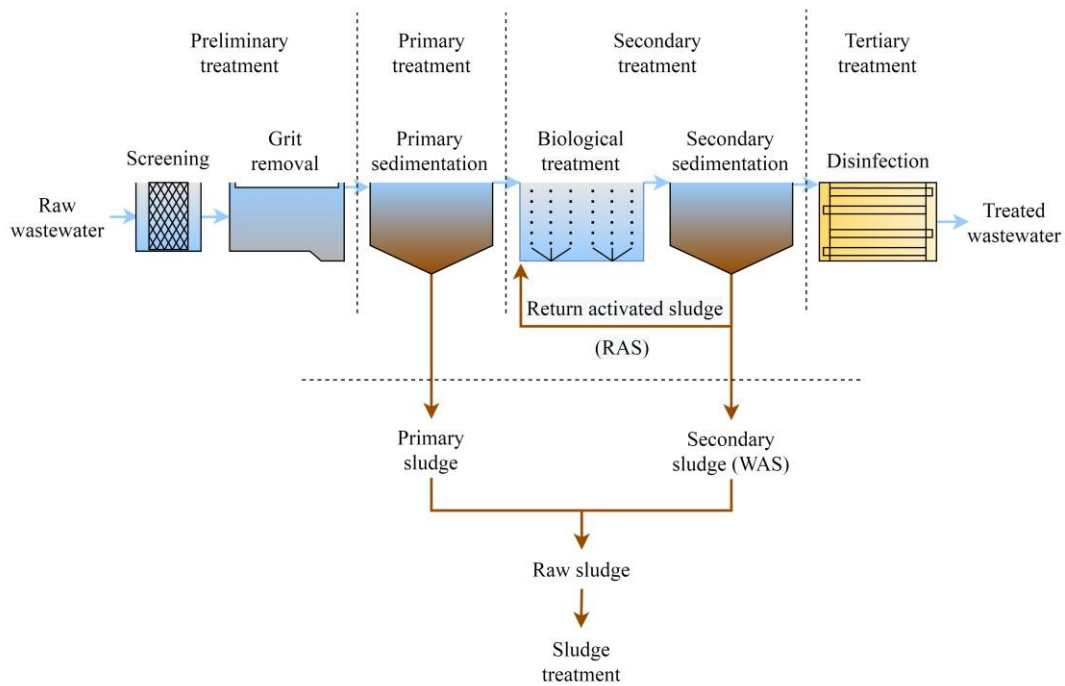 Preliminary
treatment
Primary
treatment
Secondary
treatment
Tertiary
treatment
Screening
Grit
removal
Primary
sedimentation
Biological
treatment
Secondary
sedimentation
Disinfection
Raw
wastewater
Treated
wastewater
Return activated sludge
(RAS)
Primary
sludge
Secondary
sludge (WAS)
Raw sludge
Sludge
treatment